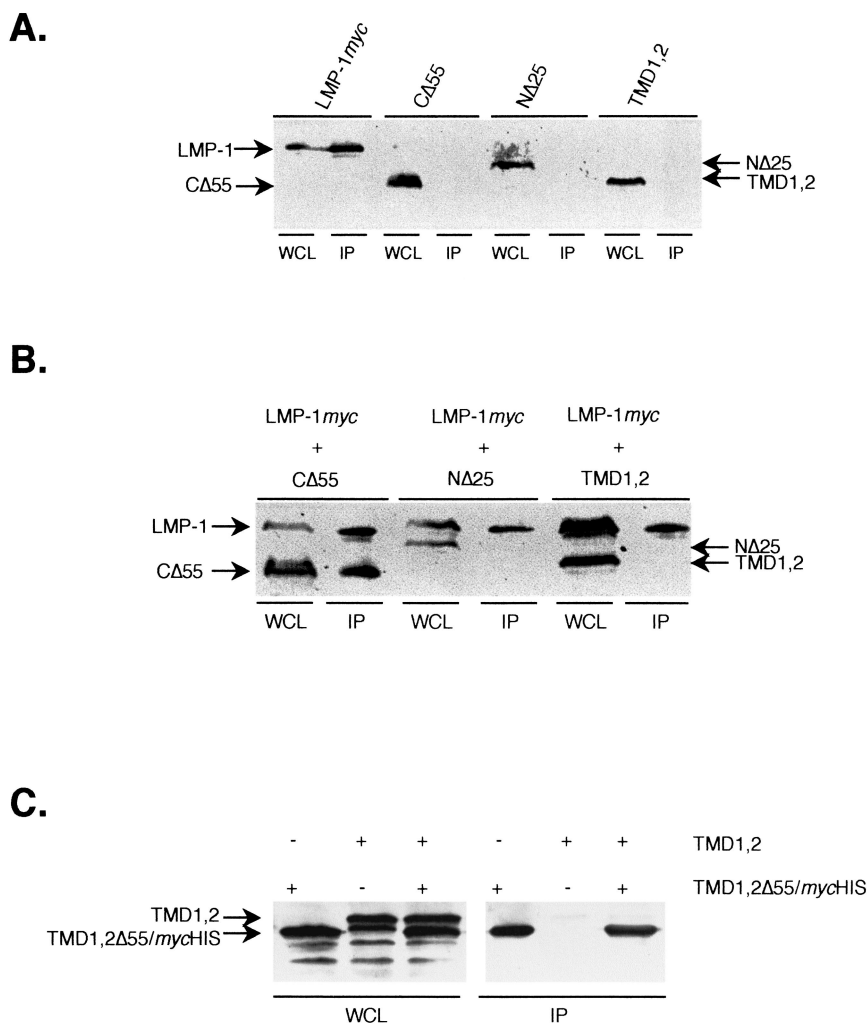 A.
LMP-1myc CΔ55 NΔ25 TMD1,2
LMP-1
CΔ55
NΔ25
TMD1,2
WCL IP WCL IP WCL IP WCL IP
B.
LMP-1myc LMP-1myc LMP-1myc
+ + +
CΔ55 NΔ25 TMD1,2
LMP-1
CΔ55
NΔ25
TMD1,2
WCL IP WCL IP WCL IP
C.
- + + - + + TMD1,2
+ - + + - + TMD1,2Δ55/mycHIS
TMD1,2
TMD1,2Δ55/mycHIS
WCL IP